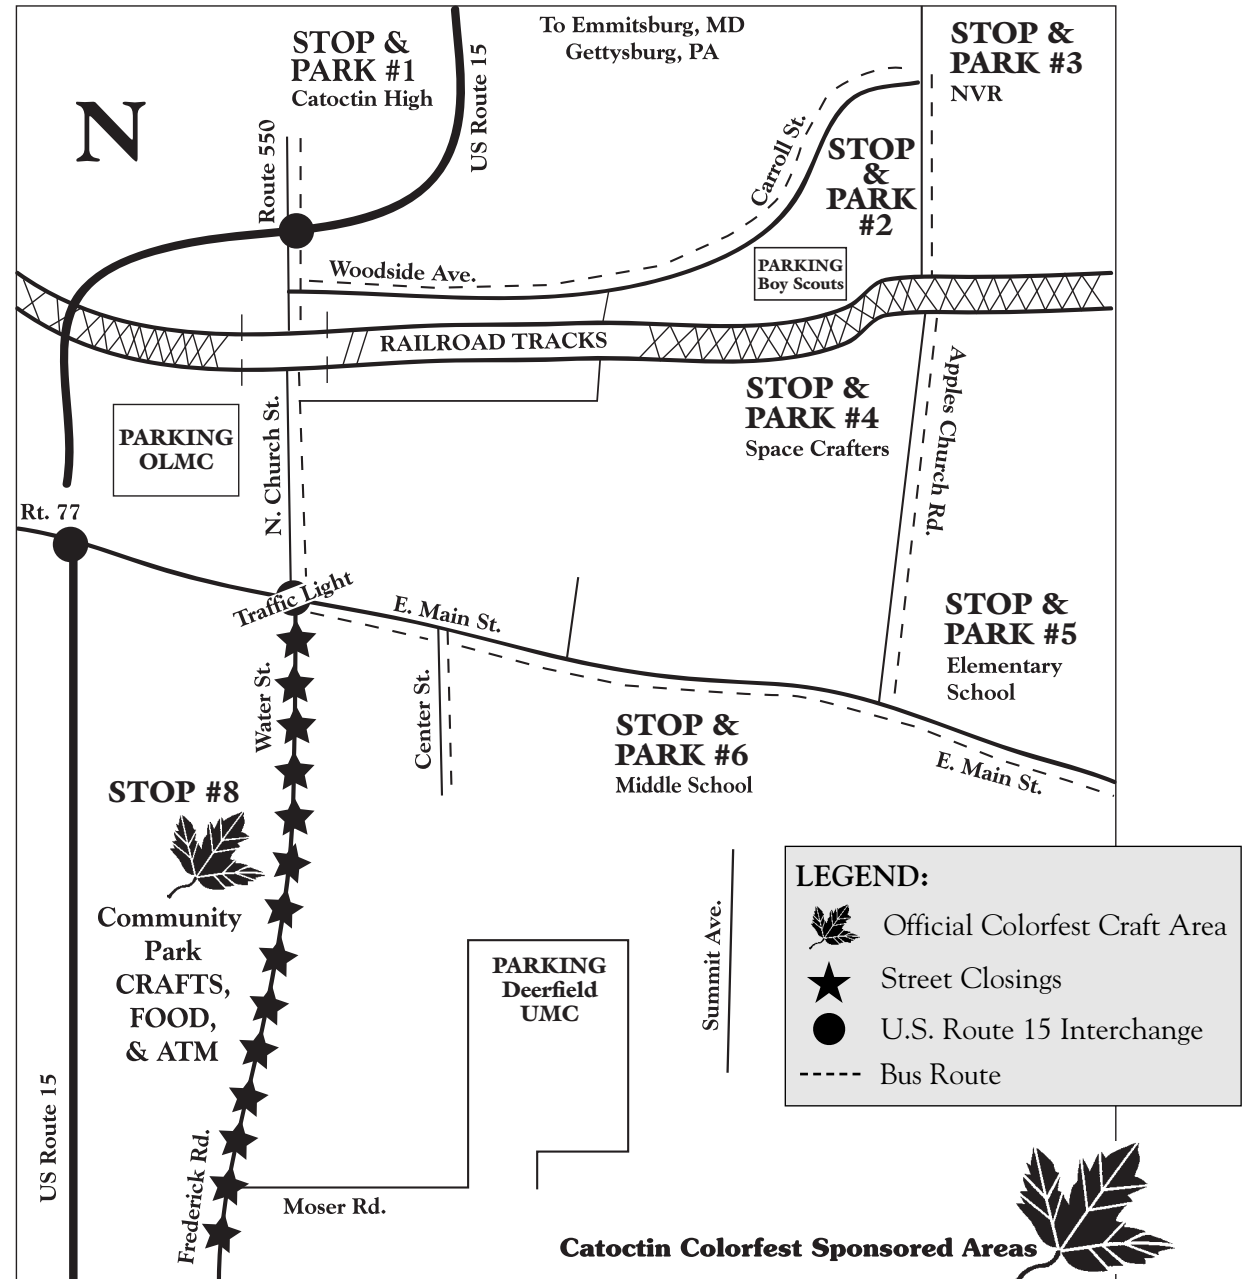 To Emmitsburg, MD
Gettysburg, PA
STOP &
PARK #1
Catoctin High
US Route 15
STOP &
PARK #3
NVR
N
Route 550
Carroll St.
STOP
&
PARK
#2
Woodside Ave.
PARKING
Boy Scouts
RAILROAD TRACKS
Apples Church Rd.
STOP &
PARK #4
Space Crafters
PARKING
OLMC
N. Church St.
Rt. 77
Traffic Light
E. Main St.
STOP &
PARK #5
Elementary
School
Water St.
Center St.
STOP &
PARK #6
Middle School
E. Main St.
STOP #8
Community
Park
CRAFTS,
FOOD,
& ATM
LEGEND:
Official Colorfest Craft Area
Street Closings
U.S. Route 15 Interchange
Bus Route
Summit Ave.
PARKING
Deerfield
UMC
US Route 15
Frederick Rd.
Moser Rd.
Catoctin Colorfest Sponsored Areas